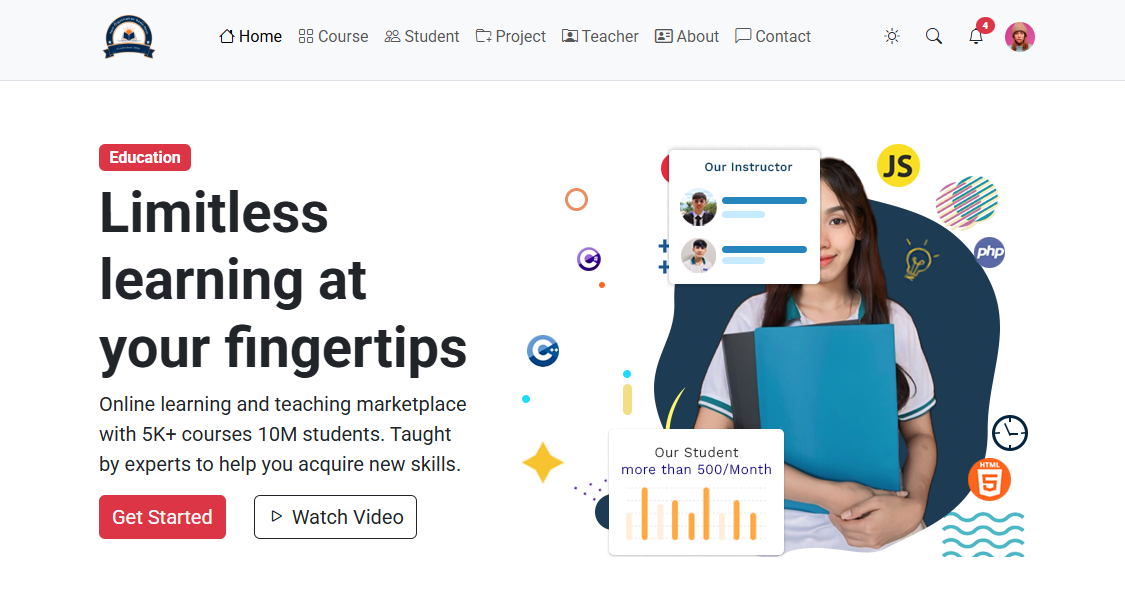 Home Course Student Project Teacher About Contact
4
Education
Limitless
learning at
your fingertips
Online learning and teaching marketplace
with 5K+ courses 10M students. Taught
by experts to help you acquire new skills.
Get Started
Watch Video
Our Instructor
JS
php
C
C++
Our Student
more than 500/Month
HTML
5